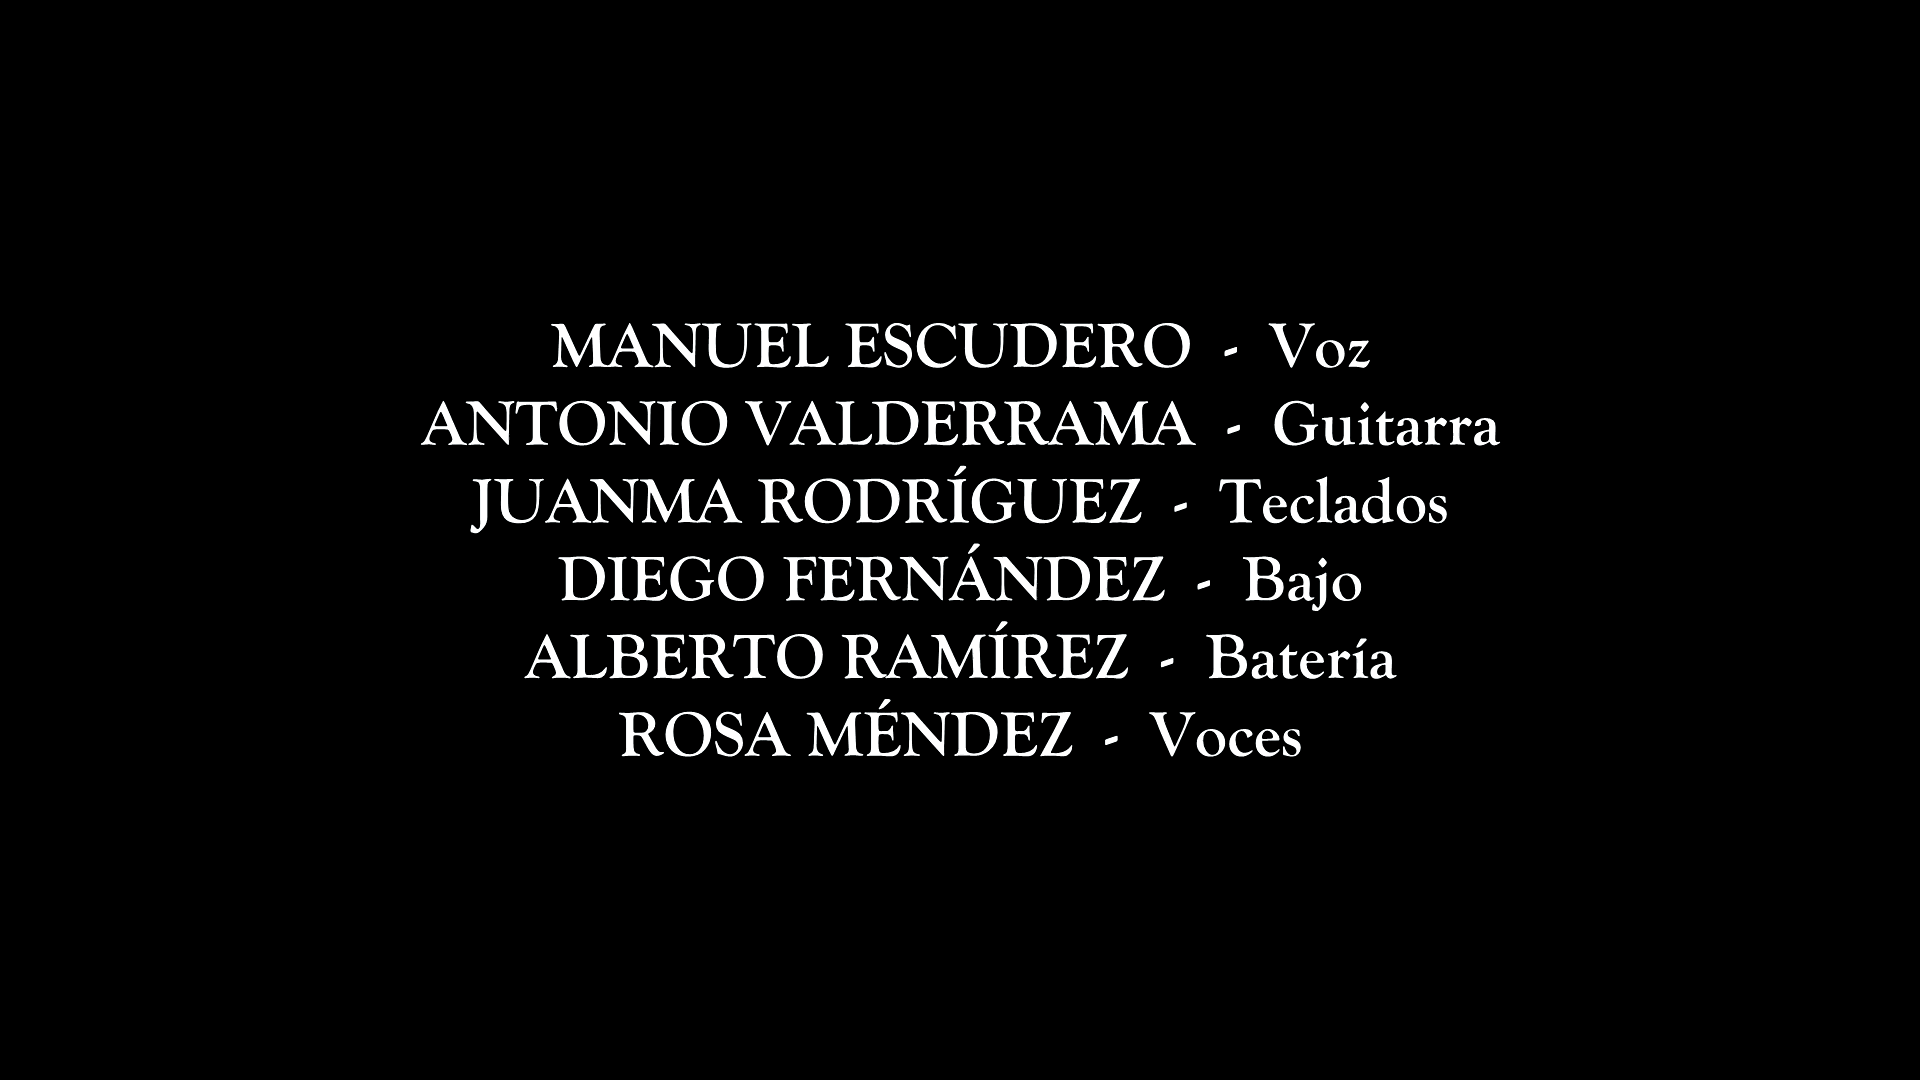 MANUEL ESCUDERO - Voz
ANTONIO VALDERRAMA - Guitarra
JUANMA RODRÍGUEZ - Teclados
DIEGO FERNÁNDEZ - Bajo
ALBERTO RAMÍREZ - Batería
ROSA MÉNDEZ - Voces